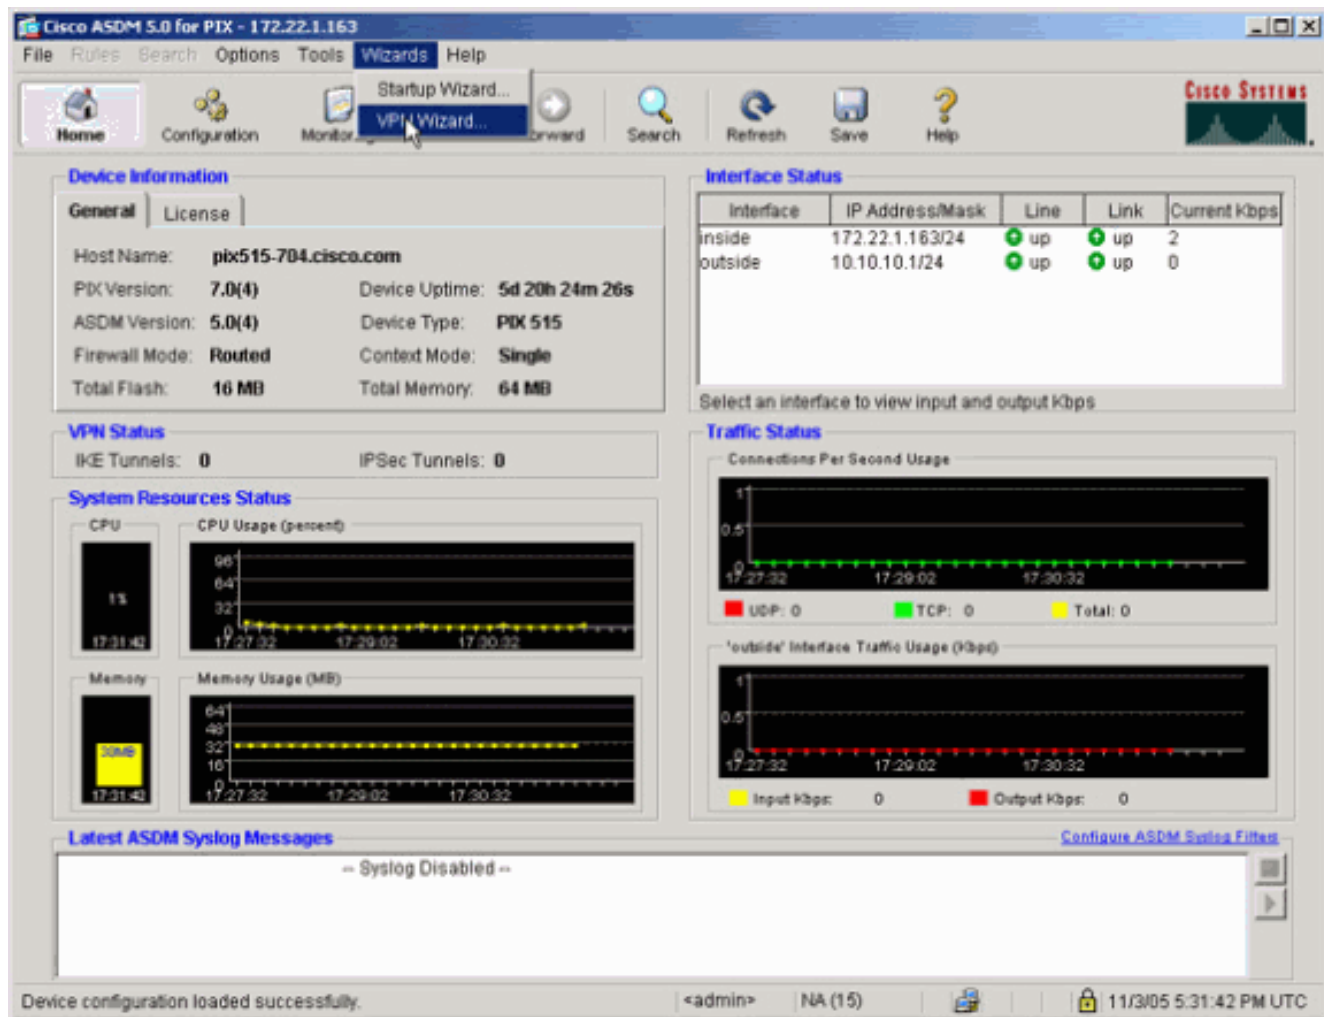 Cisco ASDM 5.0 for PIX - 172.22.1.163
File Rules Search Options Tools Wizards Help
Startup Wizard...
VPN Wizard...
Home Configuration Search Refresh Save Help
CISCO SYSTEMS
Device Information
General License
Host Name: pix515-704.cisco.com
PIX Version: 7.0(4) Device Uptime: 5d 20h 24m 26s
ASDM Version: 5.0(4) Device Type: PIX 515
Firewall Mode: Routed Context Mode: Single
Total Flash: 16 MB Total Memory: 64 MB
Interface Status
Interface IP Address/Mask Line Link Current Kbps
inside 172.22.1.163/24 up up 2
outside 10.10.10.1/24 up up 0
Select an interface to view input and output Kbps
VPN Status
IKE Tunnels: 0 IPSec Tunnels: 0
System Resources Status
CPU
1%
17:31:42
CPU Usage (percent)
96
64
32
0
17:27:32 17:29:02 17:30:32
Memory
30MB
17:31:42
Memory Usage (MB)
64
48
32
16
0
17:27:32 17:29:02 17:30:32
Traffic Status
Connections Per Second Usage
1
0.5
0
17:27:32 17:29:02 17:30:32
UDP: 0 TCP: 0 Total: 0
'outside' Interface Traffic Usage (Kbps)
1
0.5
0
17:27:32 17:29:02 17:30:32
Input Kbps: 0 Output Kbps: 0
Latest ASDM Syslog Messages
Configure ASDM Syslog Filters
-- Syslog Disabled --
Device configuration loaded successfully. <admin> NA (15) 11/3/05 5:31:42 PM UTC